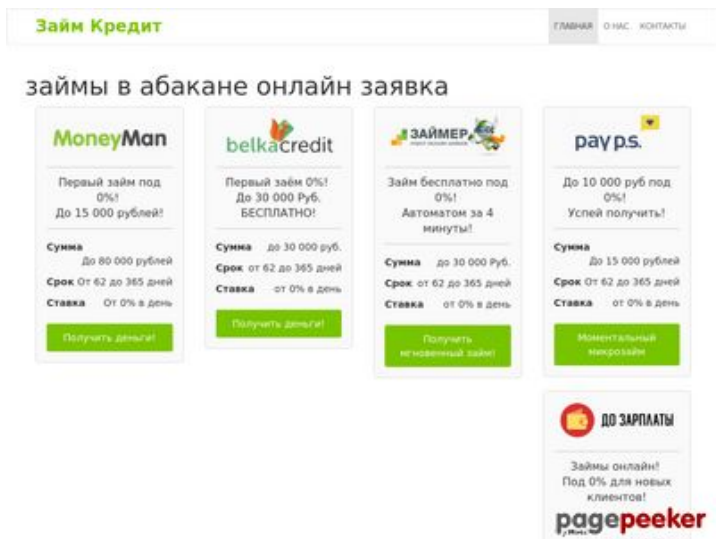 Займ Кредит
ГЛАВНАЯ О НАС. КОНТАКТЫ
займы в абакане онлайн заявка
MoneyMan
Первый займ под
0%!
До 15 000 рублей!
Сумма
До 80 000 рублей
Срок От 62 до 365 дней
Ставка От 0% в день
Получить деньги!
belkacredit
Первый заём 0%!
До 30 000 Руб.
БЕСПЛАТНО!
Сумма до 30 000 руб.
Срок от 62 до 365 дней
Ставка от 0% в день
Получить деньги!
ЗАЙМЕР
Займ бесплатно под
0%!
Автоматом за 4
минуты!
Сумма до 30 000 Руб.
Срок от 62 до 365 дней
Ставка от 0% в день
Получить
мгновенный займ!
pay p.s.
До 10 000 руб под
0%!
Успей получить!
Сумма
До 15 000 рублей
Срок От 62 до 365 дней
Ставка от 0% в день
Моментальный
микрозайм
ДО ЗАРПЛАТЫ
Займы онлайн!
Под 0% для новых
клиентов!
pagepeeker